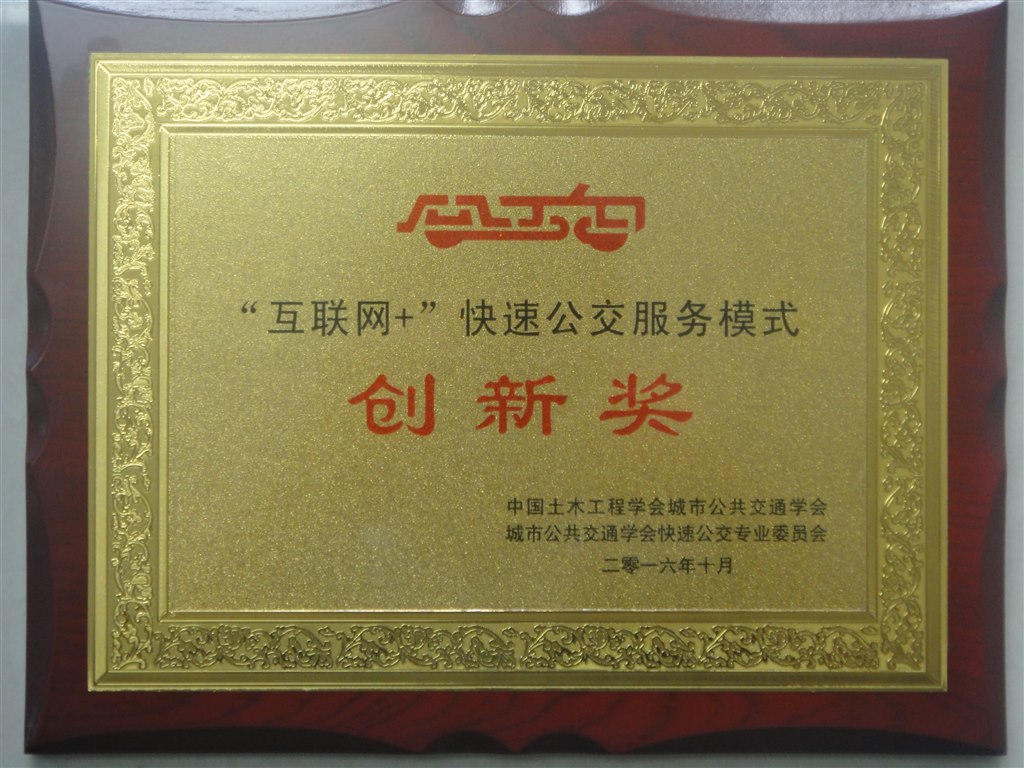 “互联网+”快速公交服务模式
创新奖
中国土木工程学会城市公共交通学会
城市公共交通学会快速公交专业委员会
二零一六年十月